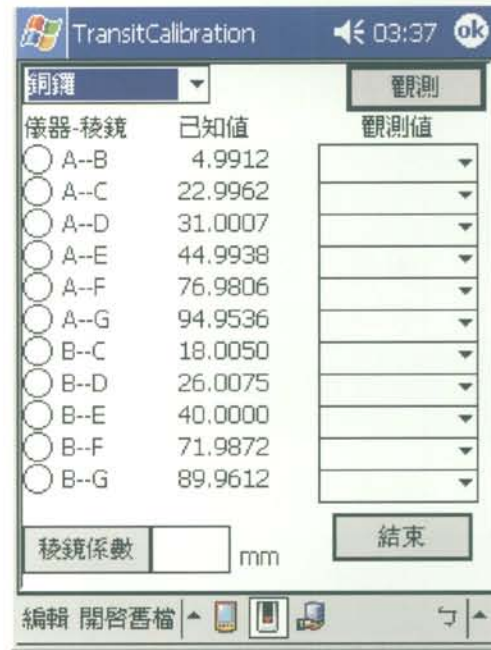 TransitCalibration 03:37 ok
銅鑼 觀測
儀器-稜鏡 已知值 觀測值
A--B 4.9912
A--C 22.9962
A--D 31.0007
A--E 44.9938
A--F 76.9806
A--G 94.9536
B--C 18.0050
B--D 26.0075
B--E 40.0000
B--F 71.9872
B--G 89.9612
稜鏡係數 mm 結束
編輯 開啓舊檔 ㄅ